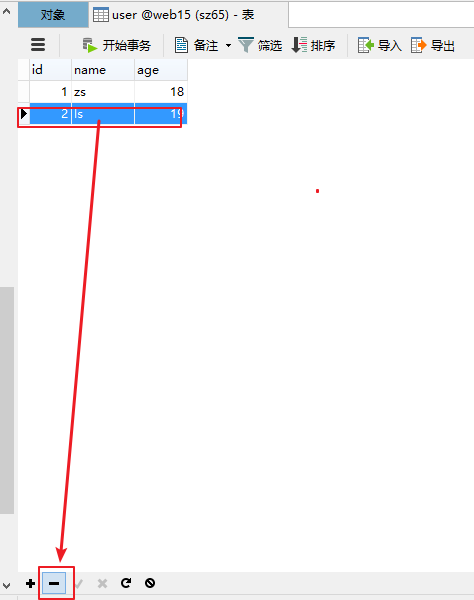 对象 user @web15 (sz65) - 表
开始事务 备注 筛选 排序 导入 导出
id name age
1 zs 18
2 ls 19